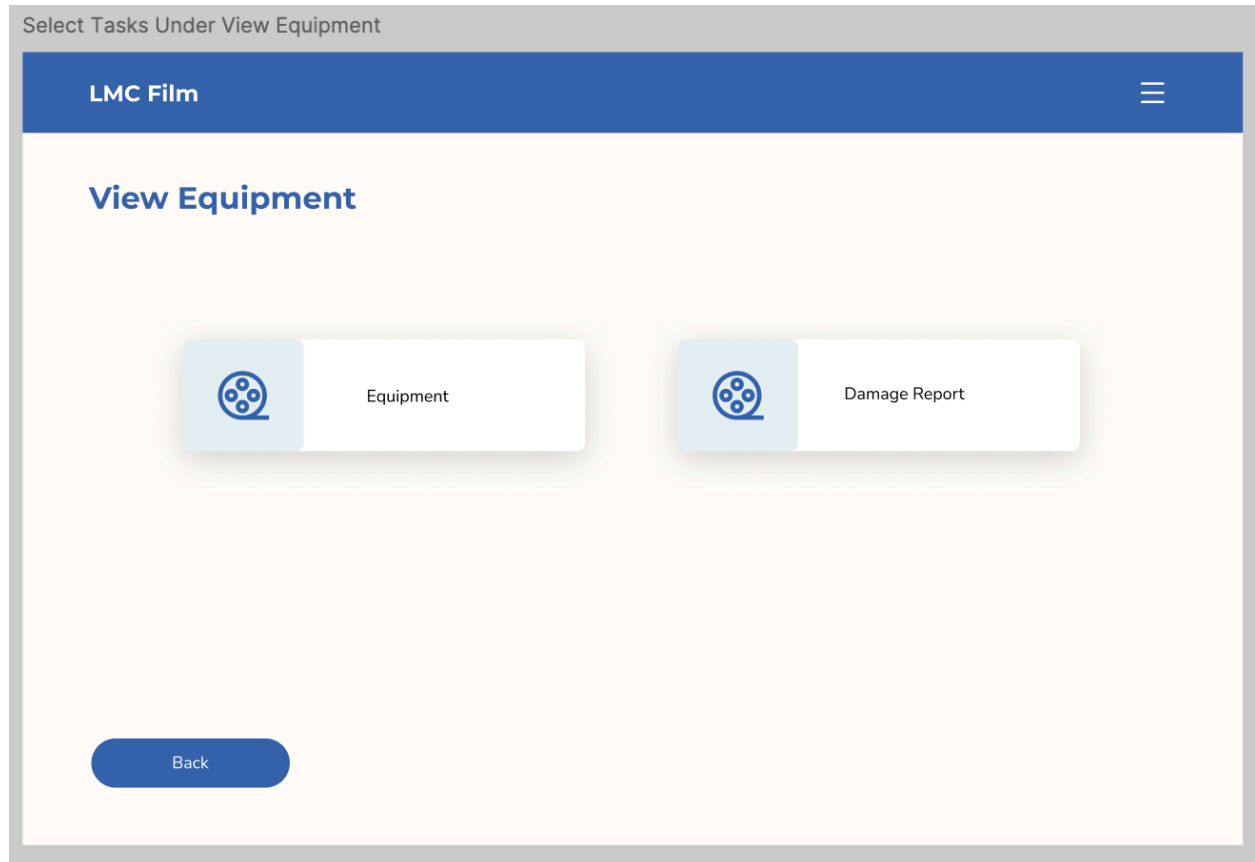 Select Tasks Under View Equipment
LMC Film
View Equipment
Equipment
Damage Report
Back